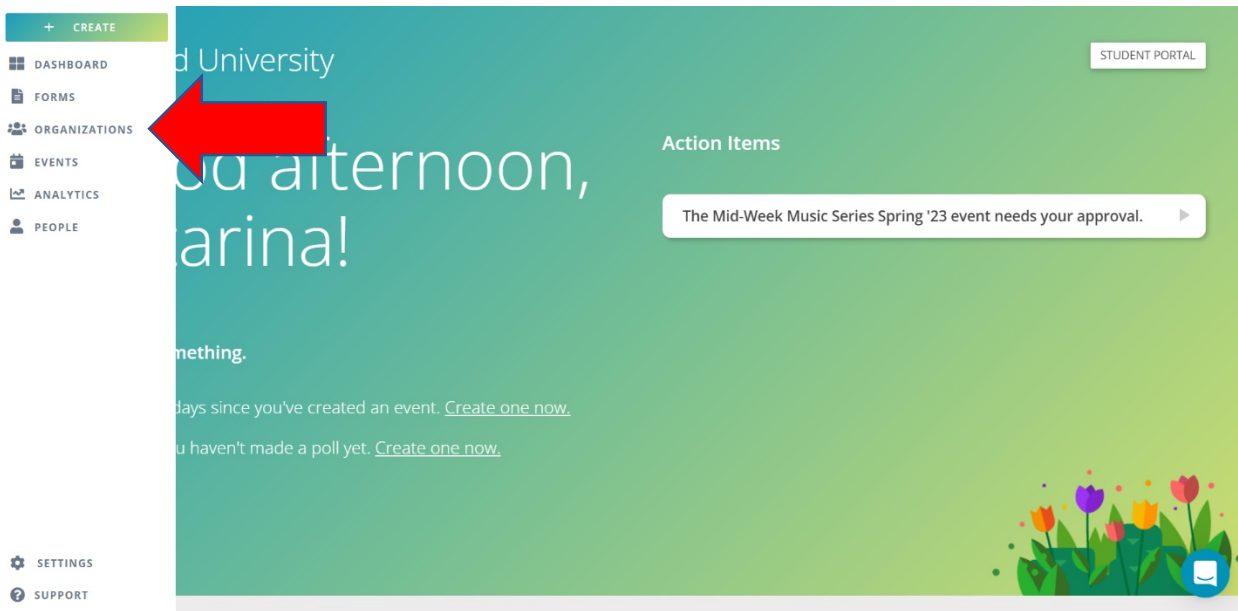 + CREATE
DASHBOARD
FORMS
ORGANIZATIONS
EVENTS
ANALYTICS
PEOPLE
SETTINGS
SUPPORT
d University
STUDENT PORTAL
afternoon,
arina!
Action Items
The Mid-Week Music Series Spring '23 event needs your approval.
mething.
days since you've created an event. Create one now.
u haven't made a poll yet. Create one now.